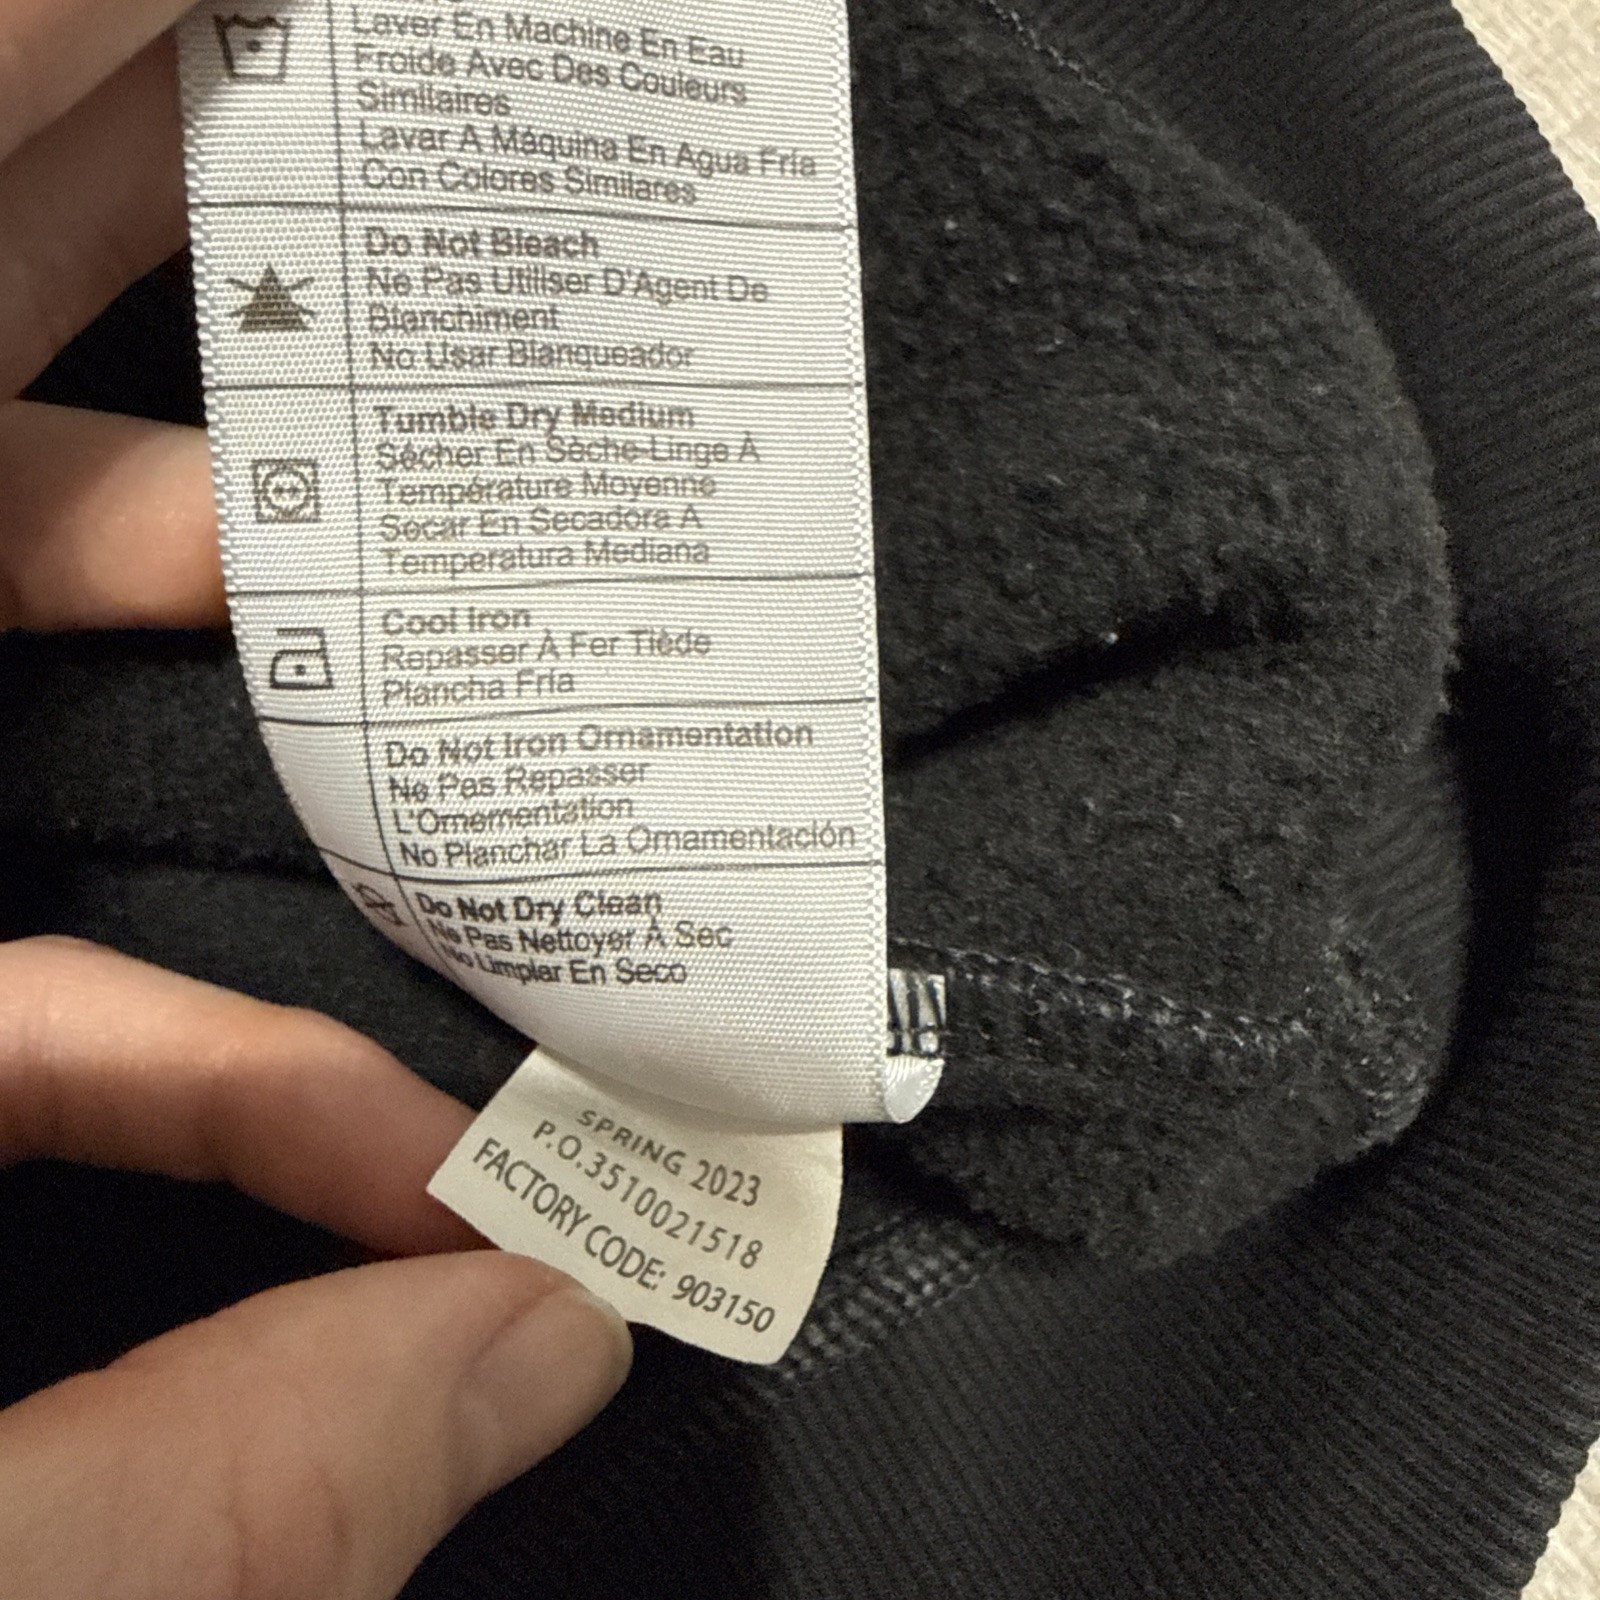 Laver En Machine En Eau
Froide Avec Des Couleurs
Similaires
Lavar A Máquina En Agua Fría
Con Colores Similares
Do Not Bleach
Ne Pas Utiliser D'Agent De
Blanchiment
No Usar Blanqueador
Tumble Dry Medium
Sécher En Sèche-Linge À
Température Moyenne
Secar En Secadora A
Temperatura Mediana
Cool Iron
Repasser À Fer Tiède
Plancha Fría
Do Not Iron Ornamentation
Ne Pas Repasser
L'Ornementation
No Planchar La Ornamentación
Do Not Dry Clean
Ne Pas Nettoyer À Sec
No Limpiar En Seco
SPRING 2023
P.O.3510021518
FACTORY CODE: 903150